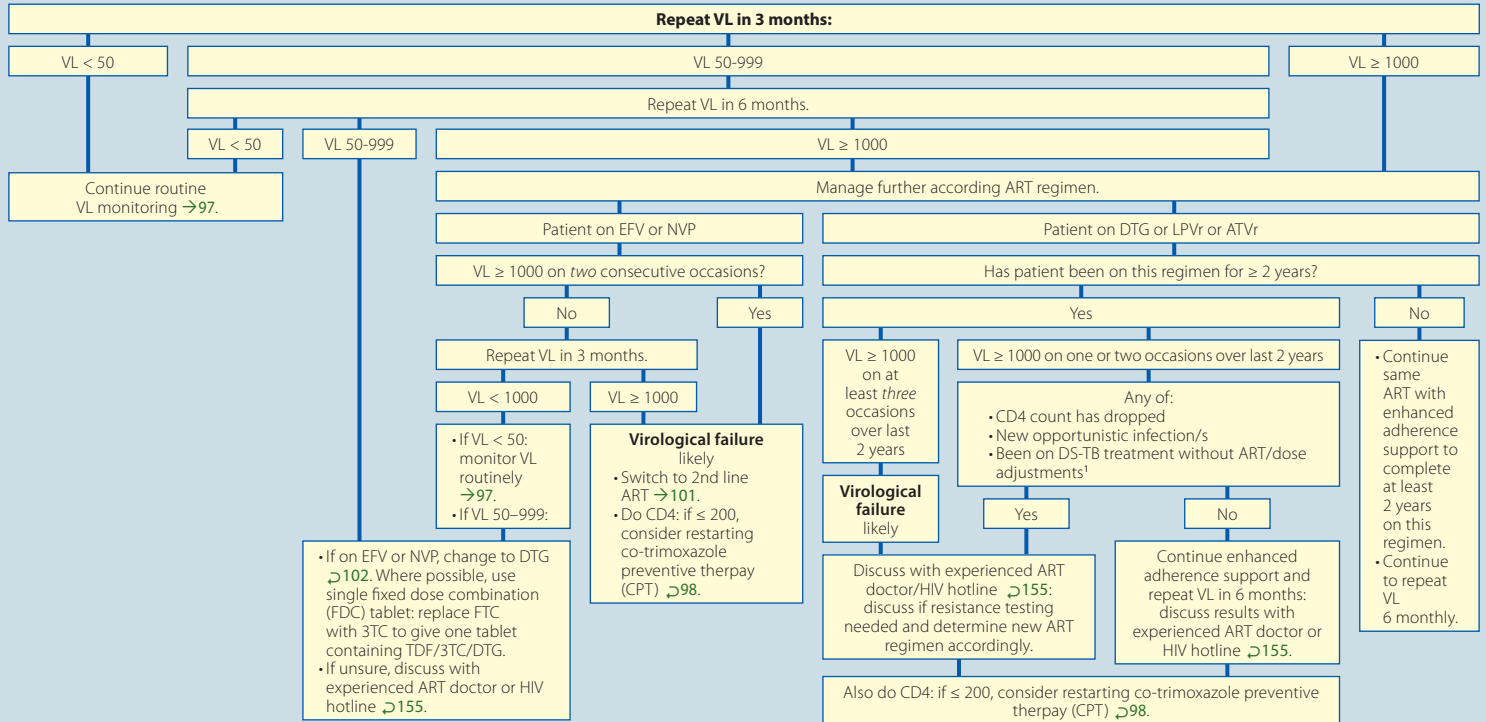 Repeat VL in 3 months:
VL < 50
VL 50-999
VL ≥ 1000
Repeat VL in 6 months.
VL < 50
VL 50-999
VL ≥ 1000
Continue routine
VL monitoring →97.
Manage further according ART regimen.
Patient on EFV or NVP
Patient on DTG or LPVr or ATVr
VL ≥ 1000 on two consecutive occasions?
Has patient been on this regimen for ≥ 2 years?
No
Yes
Yes
No
Repeat VL in 3 months.
VL < 1000
VL ≥ 1000
• If VL < 50:
monitor VL
routinely
→97.
• If VL 50–999:
Virological failure
likely
• Switch to 2nd line
ART →101.
• Do CD4: if ≤ 200,
consider restarting
co-trimoxazole
preventive therpay
(CPT) ⤾98.
• If on EFV or NVP, change to DTG
⤾102. Where possible, use
single fixed dose combination
(FDC) tablet: replace FTC
with 3TC to give one tablet
containing TDF/3TC/DTG.
• If unsure, discuss with
experienced ART doctor or HIV
hotline ⤾155.
VL ≥ 1000
on at
least three
occasions
over last
2 years
Virological
failure
likely
VL ≥ 1000 on one or two occasions over last 2 years
Any of:
• CD4 count has dropped
• New opportunistic infection/s
• Been on DS-TB treatment without ART/dose
adjustments¹
Yes
No
Discuss with experienced ART
doctor/HIV hotline ⤾155:
discuss if resistance testing
needed and determine new ART
regimen accordingly.
Continue enhanced
adherence support and
repeat VL in 6 months:
discuss results with
experienced ART doctor or
HIV hotline ⤾155.
Also do CD4: if ≤ 200, consider restarting co-trimoxazole preventive
therpay (CPT) ⤾98.
• Continue
same
ART with
enhanced
adherence
support to
complete
at least
2 years
on this
regimen.
• Continue
to repeat
VL
6 monthly.